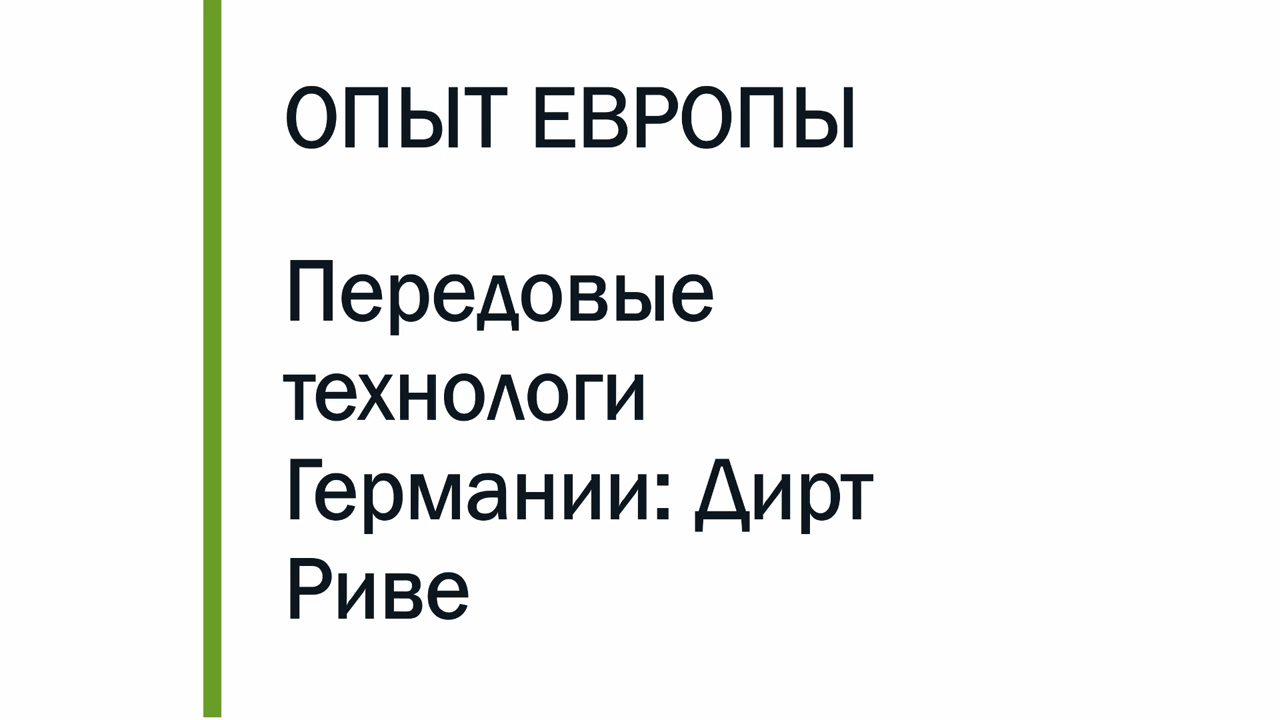 ОПЫТ ЕВРОПЫ
Передовые
технологи
Германии: Дирт
Риве